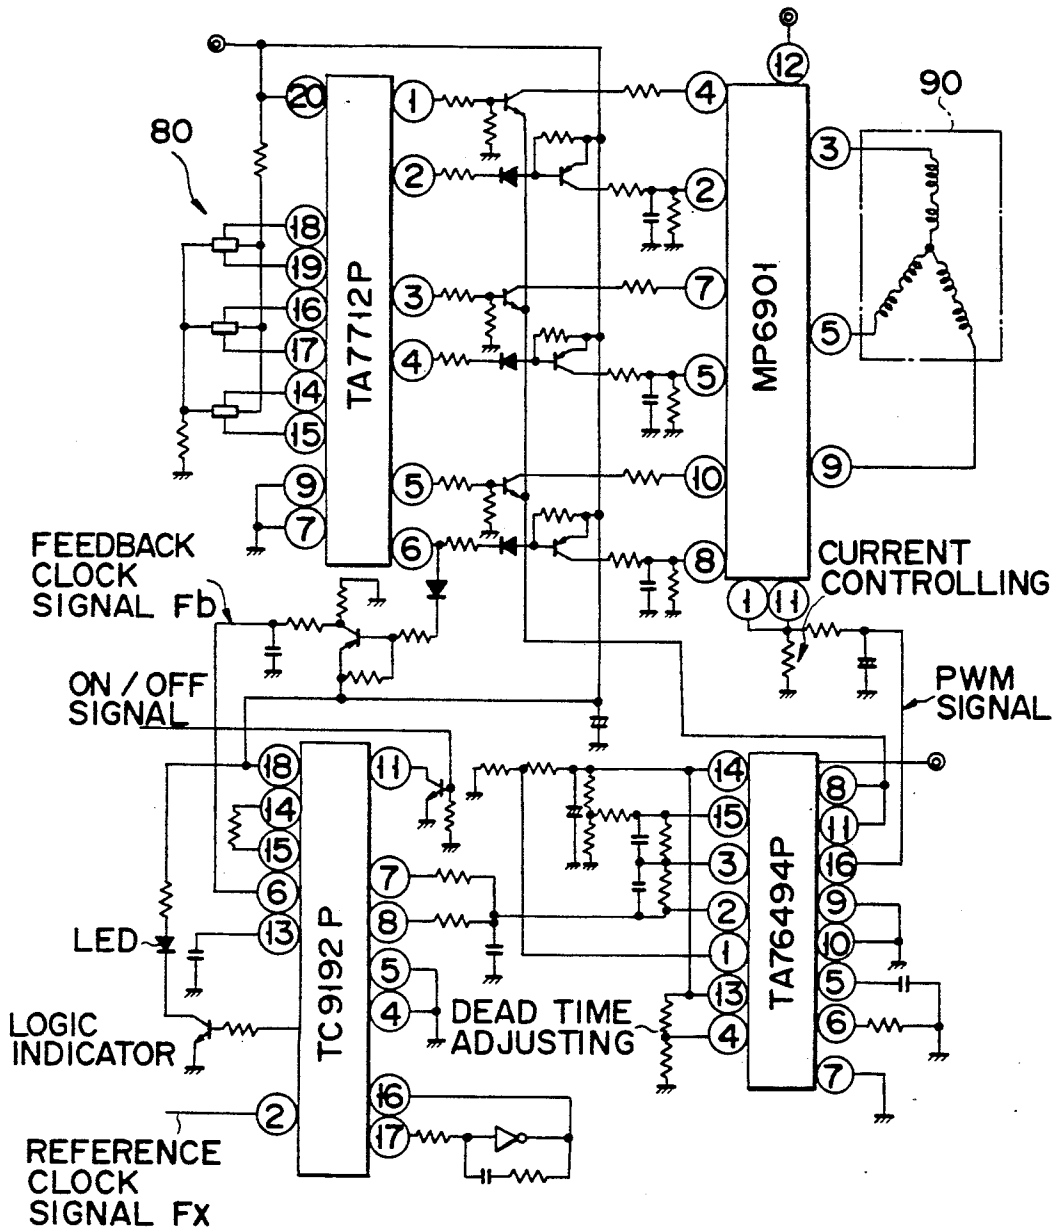 12
90
20
1
4
3
80
2
2
18
19
3
7
16
5
17
4
5
14
15
9
5
10
9
7
6
8
TA7712P
MP6901
FEEDBACK
CLOCK
SIGNAL Fb
1
11
CURRENT
CONTROLLING
ON / OFF
SIGNAL
PWM
SIGNAL
18
11
14
8
14
15
11
15
3
16
6
7
2
9
13
8
1
10
LED
5
13
5
4
4
6
7
TC9192P
TA76494P
DEAD TIME
ADJUSTING
LOGIC
INDICATOR
2
16
17
REFERENCE
CLOCK
SIGNAL Fx